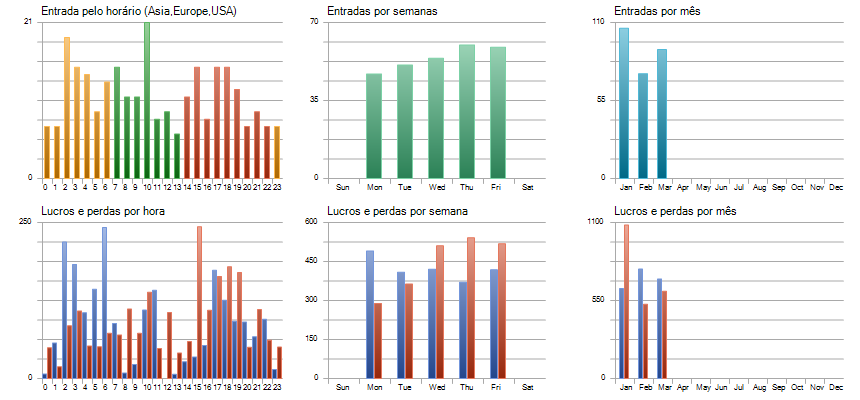 Entrada pelo horário (Asia,Europe,USA)
21
0
0 1 2 3 4 5 6 7 8 9 10 11 12 13 14 15 16 17 18 19 20 21 22 23
Entradas por semanas
70
35
0
Sun Mon Tue Wed Thu Fri Sat
Entradas por mês
110
55
0
Jan Feb Mar Apr May Jun Jul Aug Sep Oct Nov Dec
Lucros e perdas por hora
250
0
0 1 2 3 4 5 6 7 8 9 10 11 12 13 14 15 16 17 18 19 20 21 22 23
Lucros e perdas por semana
600
450
300
150
0
Sun Mon Tue Wed Thu Fri Sat
Lucros e perdas por mês
1100
550
0
Jan Feb Mar Apr May Jun Jul Aug Sep Oct Nov Dec